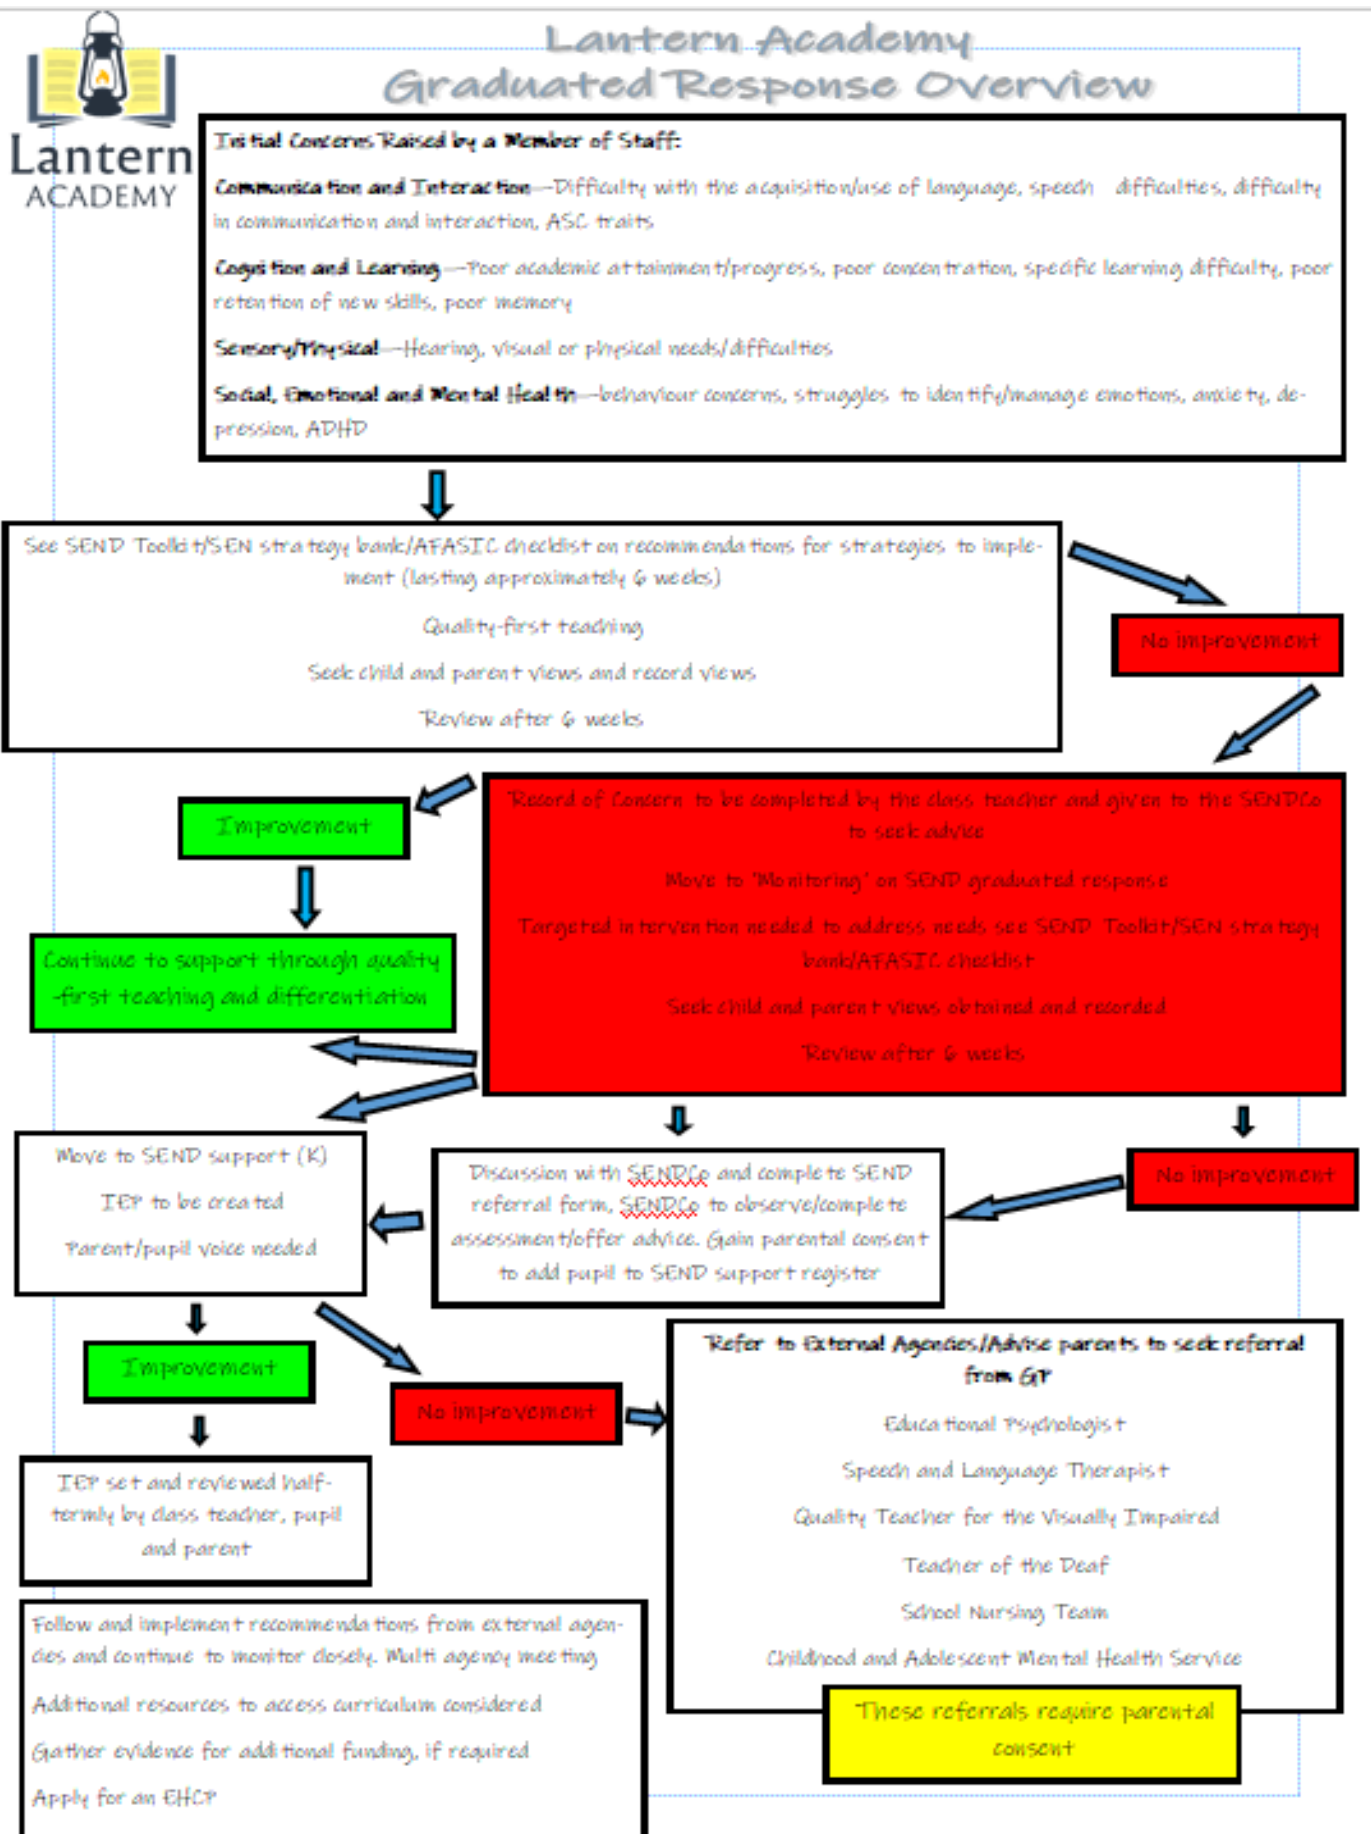 Lantern Academy
Graduated Response Overview
Lantern
ACADEMY
Initial Concerns Raised by a Member of Staff:
Communication and Interaction—Difficulty with the acquisition/use of language, speech difficulties, difficulty
in communication and interaction, ASC traits
Cognition and Learning—Poor academic attainment/progress, poor concentration, specific learning difficulty, poor
retention of new skills, poor memory
Sensory/Physical—Hearing, visual or physical needs/difficulties
Social, Emotional and Mental Health—behaviour concerns, struggles to identify/manage emotions, anxiety, de-
pression, ADHD
See SEND Toolkit/SEN strategy bank/AFASIC checklist on recommendations for strategies to imple-
ment (lasting approximately 6 weeks)
Quality-first teaching
Seek child and parent views and record views
Review after 6 weeks
No improvement
Improvement
Continue to support through quality
-first teaching and differentiation
Record of Concern to be completed by the class teacher and given to the SENDCo
to seek advice
Move to 'Monitoring' on SEND graduated response
Targeted intervention needed to address needs see SEND Toolkit/SEN strategy
bank/AFASIC checklist
Seek child and parent views obtained and recorded
Review after 6 weeks
Move to SEND support (K)
IEP to be created
Parent/pupil voice needed
Discussion with SENDCo and complete SEND
referral form, SENDCo to observe/complete
assessment/offer advice. Gain parental consent
to add pupil to SEND support register
No improvement
Improvement
No improvement
IEP set and reviewed half-
termly by class teacher, pupil
and parent
Refer to External Agencies/Advise parents to seek referral
from GP
Educational Psychologist
Speech and Language Therapist
Quality Teacher for the Visually Impaired
Teacher of the Deaf
School Nursing Team
Childhood and Adolescent Mental Health Service
These referrals require parental
consent
Follow and implement recommendations from external agen-
cies and continue to monitor closely. Multi agency meeting
Additional resources to access curriculum considered
Gather evidence for additional funding, if required
Apply for an EHCP